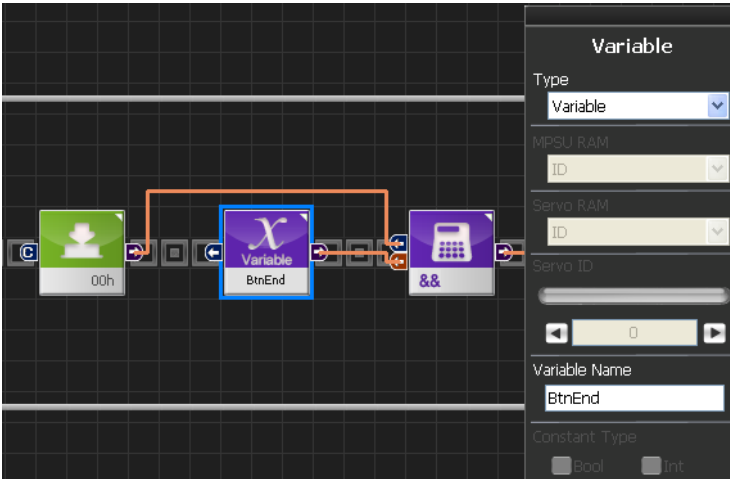 C
00h
Variable
BtnEnd
&&
Variable
Type
Variable
MPSU RAM
ID
Servo RAM
ID
Servo ID
0
Variable Name
BtnEnd
Constant Type
Bool
Int